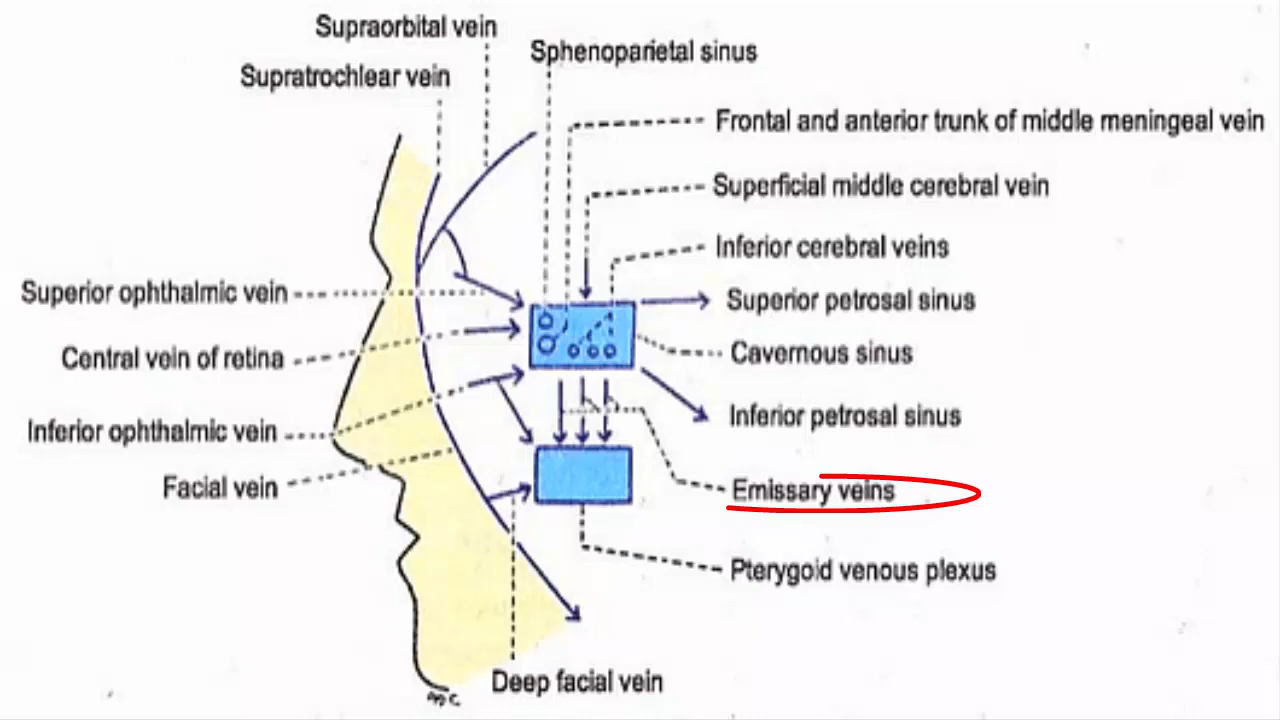 Supraorbital vein
Sphenoparietal sinus
Supratrochlear vein
Frontal and anterior trunk of middle meningeal vein
Superficial middle cerebral vein
Inferior cerebral veins
Superior ophthalmic vein
Superior petrosal sinus
Central vein of retina
Cavernous sinus
Inferior ophthalmic vein
Inferior petrosal sinus
Facial vein
Emissary veins
Pterygoid venous plexus
Deep facial vein